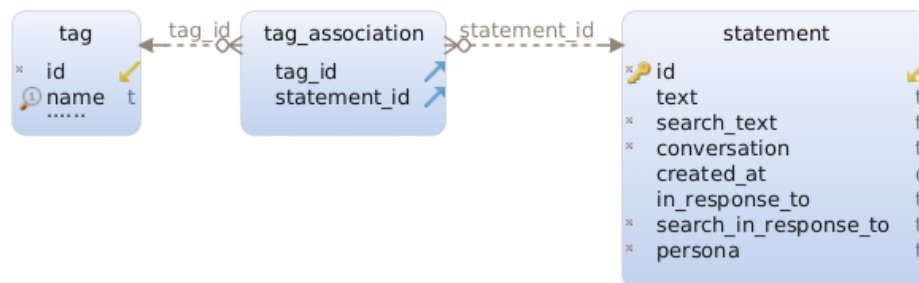 tag
tag_id
tag_association
statement_id
statement
id
name t
tag_id
statement_id
id
text t
search_text t
conversation t
created_at
in_response_to t
search_in_response_to t
persona t